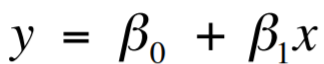 y = β₀ + β₁x